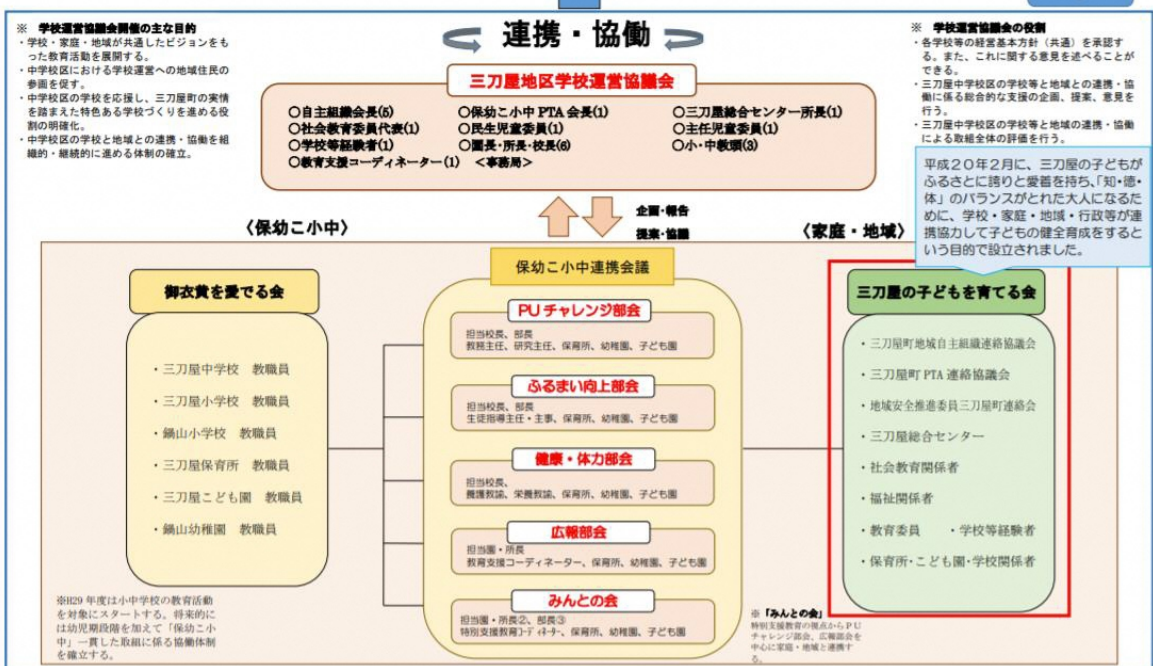 ※ 学校運営協議会開催の主な目的
・学校・家庭・地域が共通したビジョンをも
った教育活動を展開する。
・中学校区における学校運営への地域住民の
参画を促す。
・中学校区の学校を応援し、三刀屋町の実情
を踏まえた特色ある学校づくりを進める役
割の明確化。
・中学校区の学校と地域との連携・協働を組
織的・継続的に進める体制の確立。
連携・協働
※ 学校運営協議会の役割
・各学校等の経営基本方針（共通）を承認す
る。また、これに関する意見を述べることが
できる。
・三刀屋中学校区の学校等と地域との連携・協
働に係る総合的な支援の企画、提案、意見を
行う。
・三刀屋中学校区の学校等と地域の連携・協働
による取組全体の評価を行う。
三刀屋地区学校運営協議会
○自主組織会長(5) ○保幼こ小中 PTA 会長(1) ○三刀屋総合センター所長(1)
○社会教育委員代表(1) ○民生児童委員(1) ○主任児童委員(1)
○学校等経験者(1) ○園長・所長・校長(6) ○小・中教頭(3)
○教育支援コーディネーター(1) <事務局>
平成20年2月に、三刀屋の子どもが
ふるさとに誇りと愛着を持ち、「知・徳・
体」のバランスがとれた大人になるた
めに、学校・家庭・地域・行政等が連
携協力して子どもの健全育成をすると
いう目的で設立されました。
企画・報告
提案・協議
〈保幼こ小中〉
〈家庭・地域〉
御衣黄を愛でる会
・三刀屋中学校 教職員
・三刀屋小学校 教職員
・鍋山小学校 教職員
・三刀屋保育所 教職員
・三刀屋こども園 教職員
・鍋山幼稚園 教職員
※H29 年度は小中学校の教育活動
を対象にスタートする。将来的に
は幼児期段階を加えて「保幼こ小
中」一貫した取組に係る協働体制
を確立する。
保幼こ小中連携会議
PUチャレンジ部会
担当校長、部長
教務主任、研究主任、保育所、幼稚園、子ども園
ふるまい向上部会
担当校長、部長
生徒指導主任・主事、保育所、幼稚園、子ども園
健康・体力部会
担当校長、
養護教諭、栄養教諭、保育所、幼稚園、子ども園
広報部会
担当園・所長
教育支援コーディネーター、保育所、幼稚園、子ども園
みんとの会
担当園・所長②、部長③
特別支援教育コーディネーター、保育所、幼稚園、子ども園
三刀屋の子どもを育てる会
・三刀屋町地域自主組織連絡協議会
・三刀屋町 PTA 連絡協議会
・地域安全推進委員三刀屋町連絡会
・三刀屋総合センター
・社会教育関係者
・福祉関係者
・教育委員 ・学校等経験者
・保育所・こども園・学校関係者
※「みんとの会」
特別支援教育の視点からPU
チャレンジ部会、広報部会を
中心に家庭・地域と連携す
る。